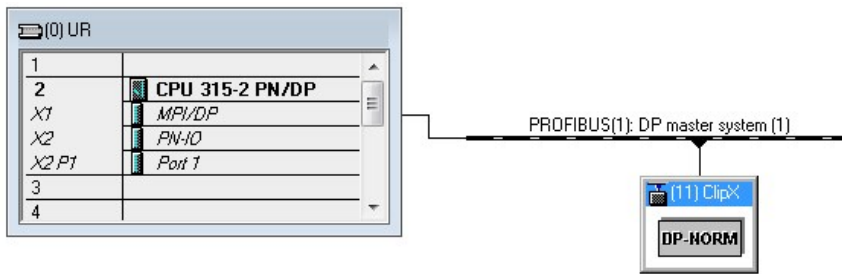 (0) UR
1
2 CPU 315-2 PN/DP
X1 MPI/DP
X2 PN-IO
X2 P1 Port 1
3
4
PROFIBUS(1): DP master system (1)
(11) ClipX
DP-NORM